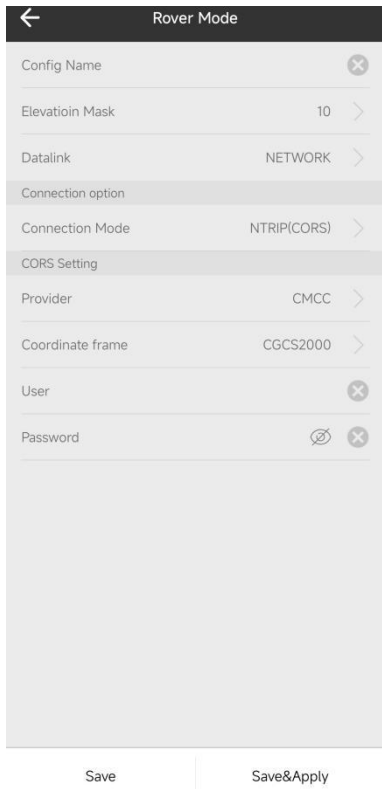 Rover Mode
Config Name
Elevatioin Mask 10
Datalink NETWORK
Connection option
Connection Mode NTRIP(CORS)
CORS Setting
Provider CMCC
Coordinate frame CGCS2000
User
Password
Save Save&Apply